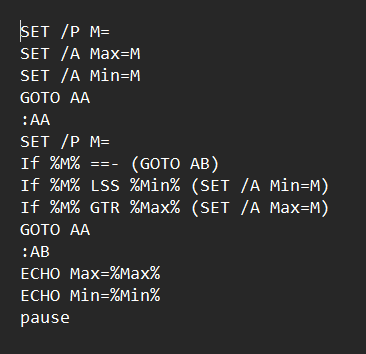 SET /P M=
SET /A Max=M
SET /A Min=M
GOTO AA
:AA
SET /P M=
If %M% ==- (GOTO AB)
If %M% LSS %Min% (SET /A Min=M)
If %M% GTR %Max% (SET /A Max=M)
GOTO AA
:AB
ECHO Max=%Max%
ECHO Min=%Min%
pause